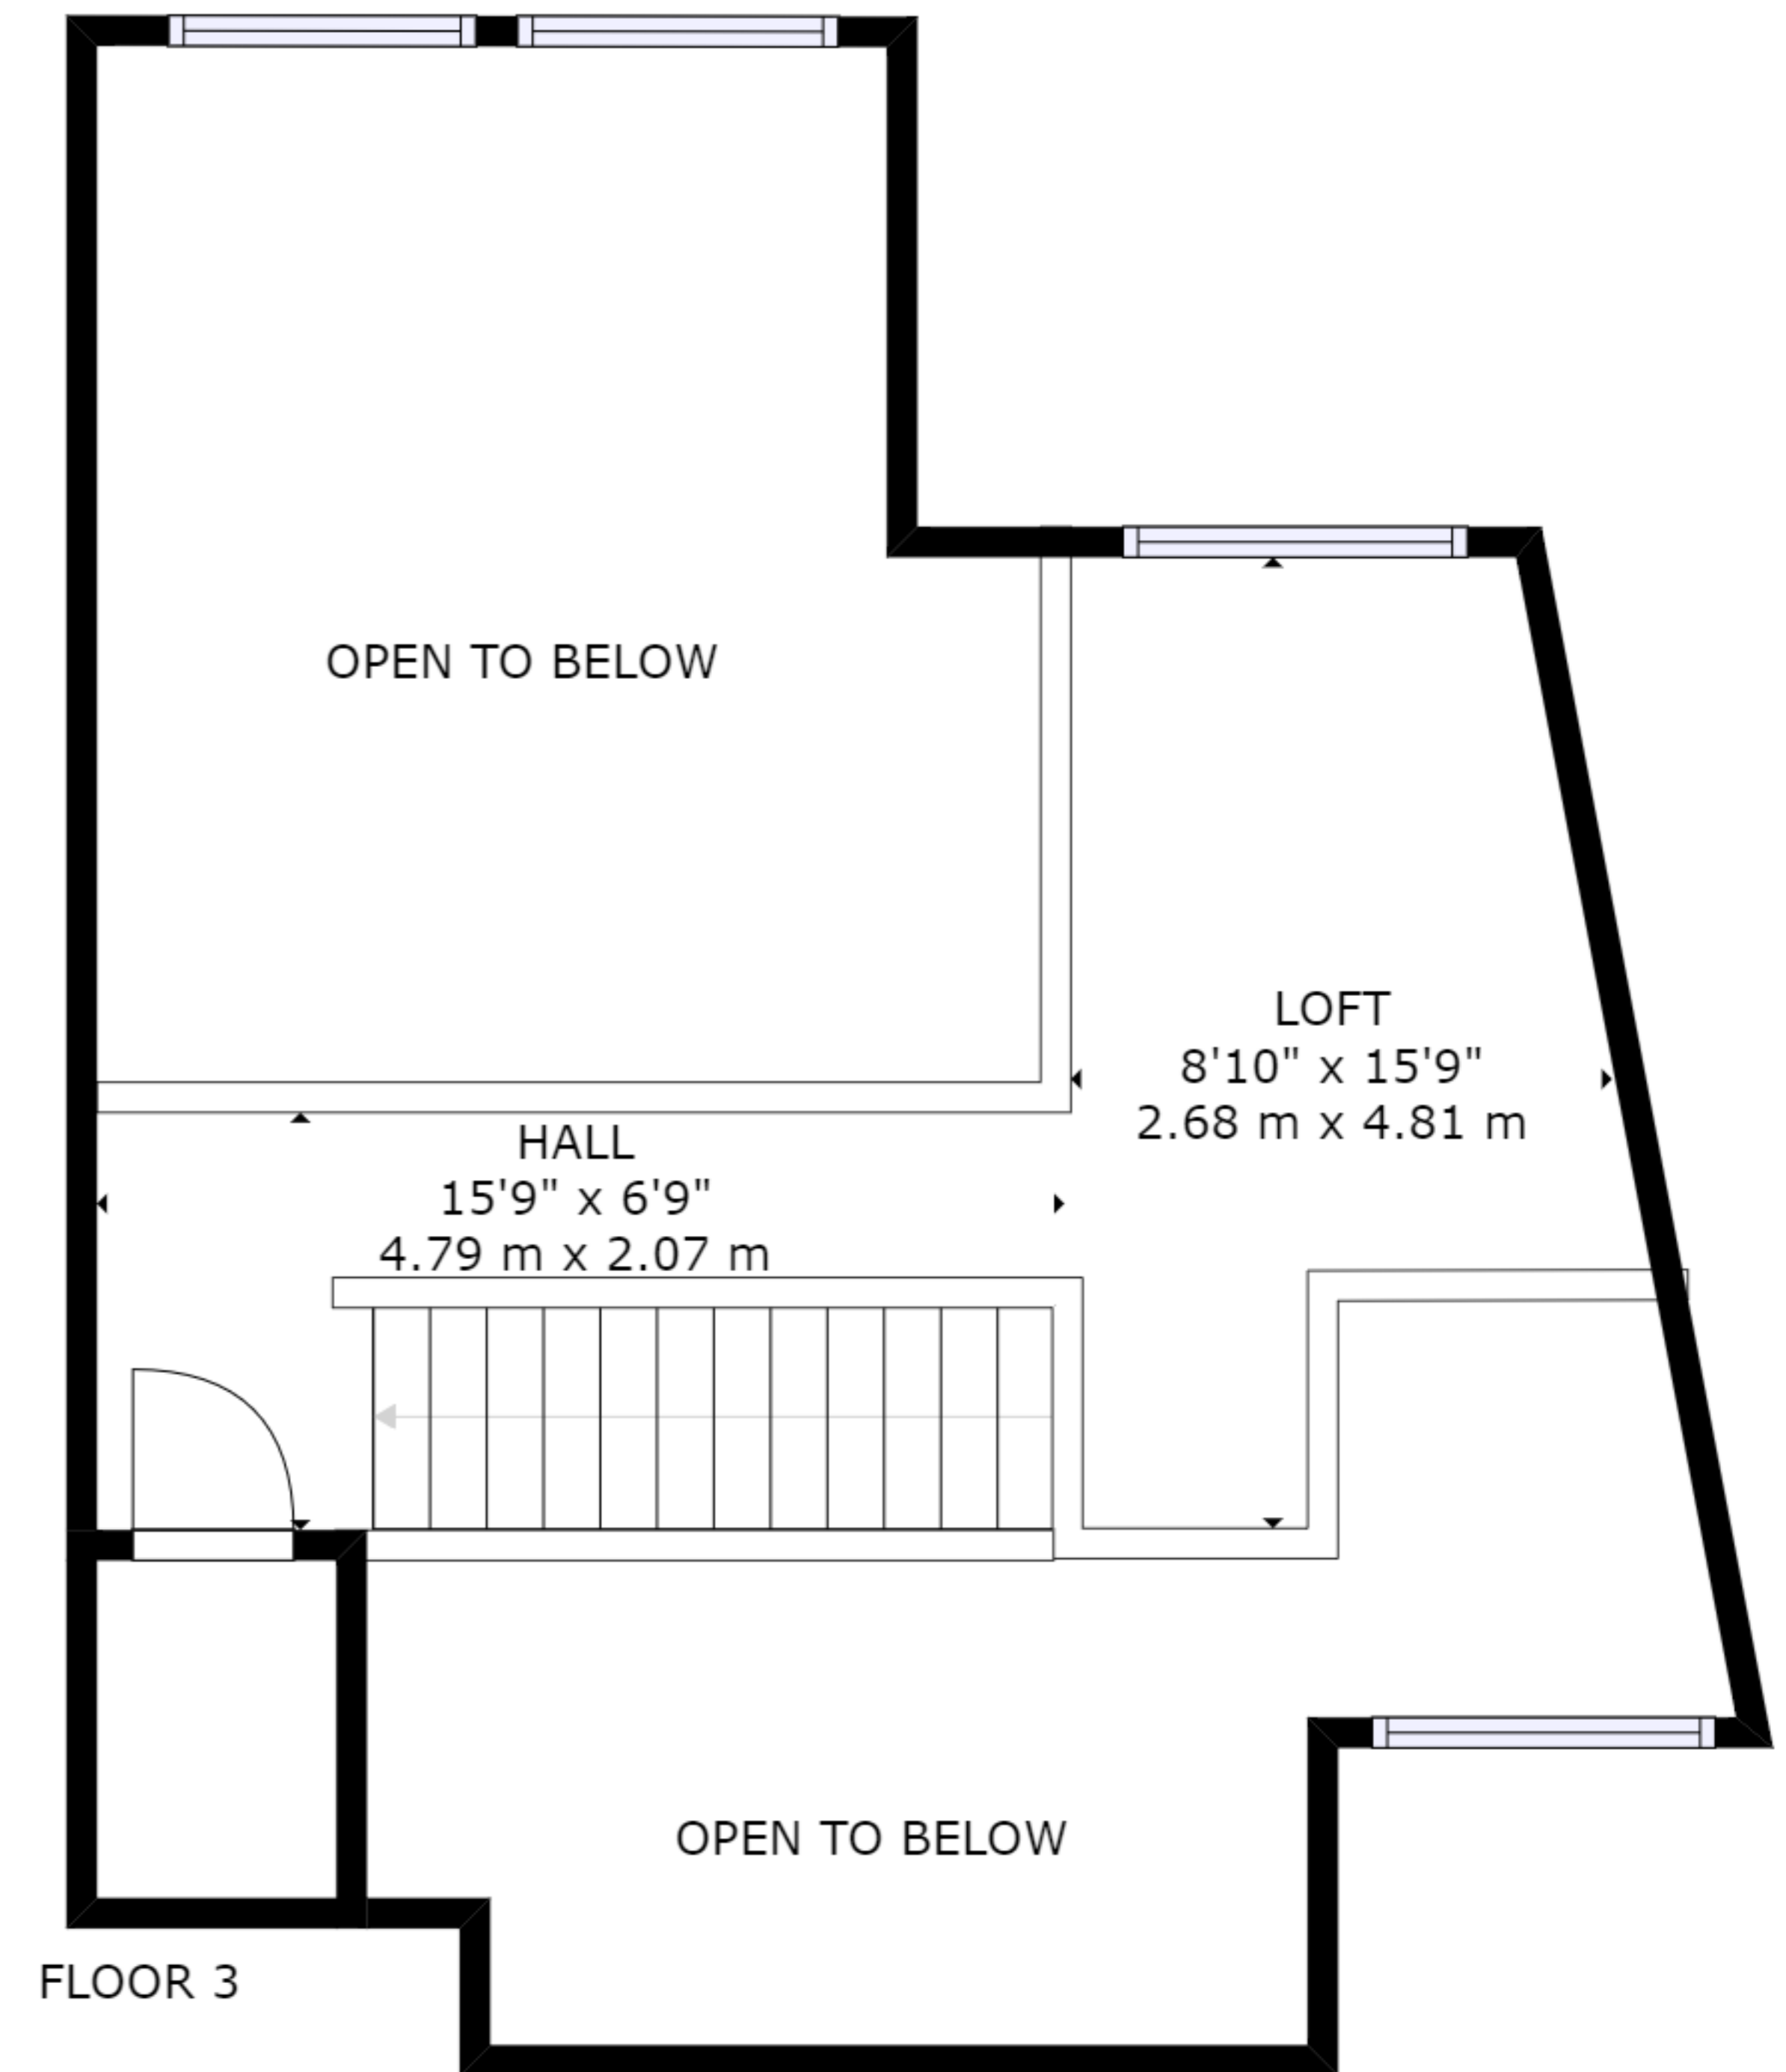 OPEN TO BELOW
LOFT
8'10" x 15'9"
2.68 m x 4.81 m
HALL
15'9" x 6'9"
4.79 m x 2.07 m
OPEN TO BELOW
FLOOR 3